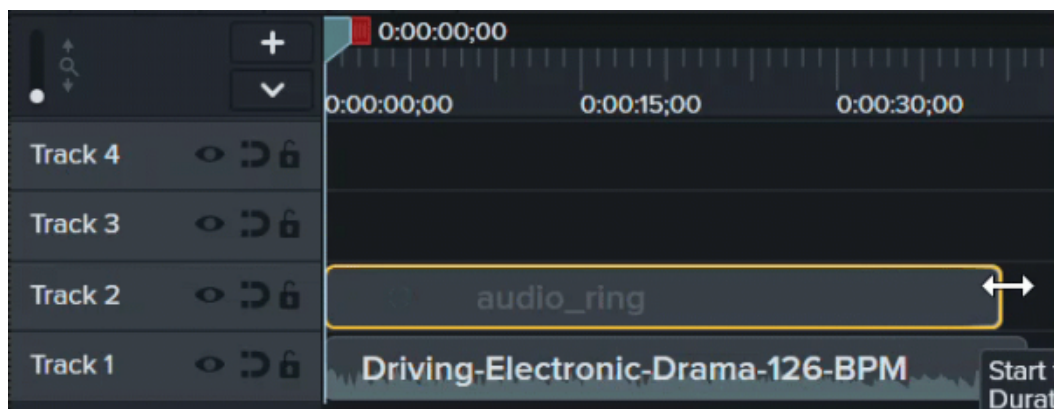 0:00:00;00
0:00:00;00 0:00:15;00 0:00:30;00
Track 4
Track 3
Track 2 audio_ring
Track 1 Driving-Electronic-Drama-126-BPM
Start
Durat